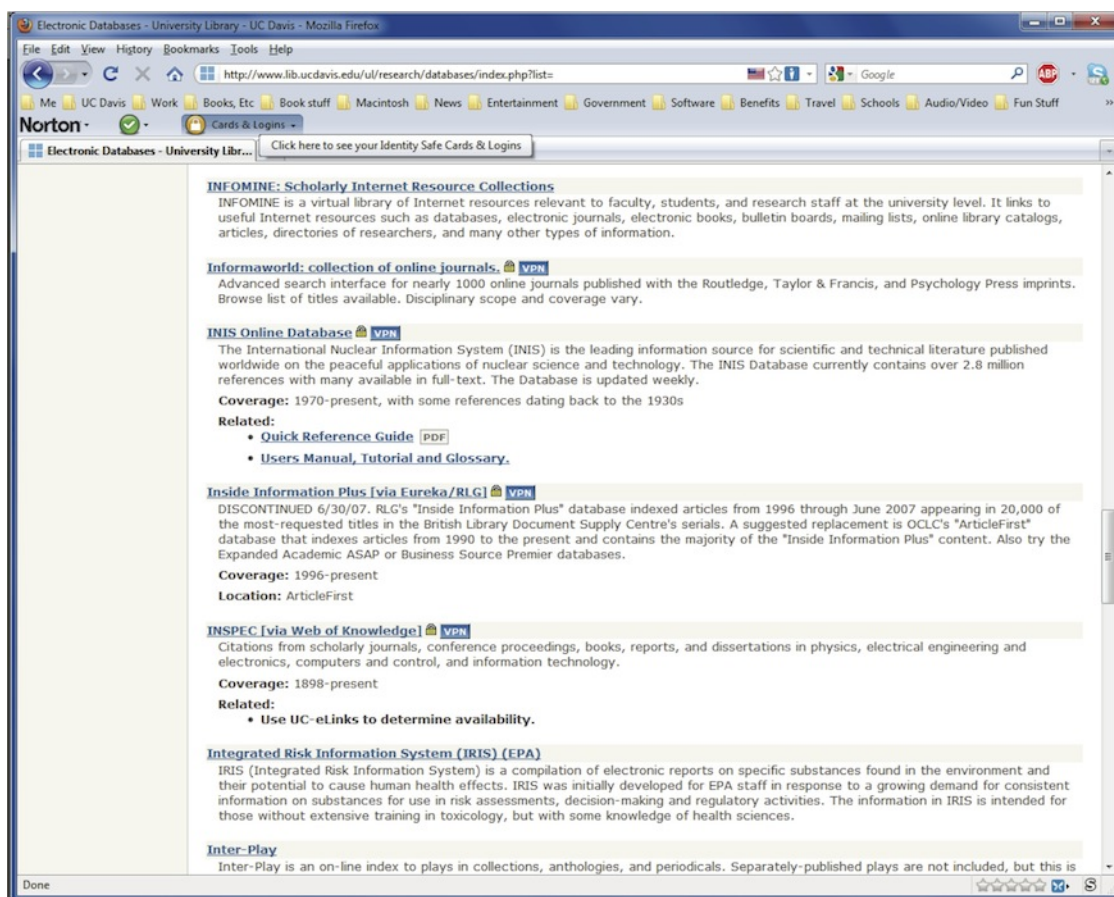 Electronic Databases - University Library - UC Davis - Mozilla Firefox
File Edit View History Bookmarks Tools Help
http://www.lib.ucdavis.edu/ul/research/databases/index.php?list=
Google
ABP
Me UC Davis Work Books, Etc Book stuff Macintosh News Entertainment Government Software Benefits Travel Schools Audio/Video Fun Stuff »
Norton Cards & Logins
Electronic Databases - University Libr...
Click here to see your Identity Safe Cards & Logins
INFOMINE: Scholarly Internet Resource Collections
INFOMINE is a virtual library of Internet resources relevant to faculty, students, and research staff at the university level. It links to
useful Internet resources such as databases, electronic journals, electronic books, bulletin boards, mailing lists, online library catalogs,
articles, directories of researchers, and many other types of information.
Informaworld: collection of online journals. VPN
Advanced search interface for nearly 1000 online journals published with the Routledge, Taylor & Francis, and Psychology Press imprints.
Browse list of titles available. Disciplinary scope and coverage vary.
INIS Online Database VPN
The International Nuclear Information System (INIS) is the leading information source for scientific and technical literature published
worldwide on the peaceful applications of nuclear science and technology. The INIS Database currently contains over 2.8 million
references with many available in full-text. The Database is updated weekly.
Coverage: 1970-present, with some references dating back to the 1930s
Related:
• Quick Reference Guide PDF
• Users Manual, Tutorial and Glossary.
Inside Information Plus [via Eureka/RLG] VPN
DISCONTINUED 6/30/07. RLG's "Inside Information Plus" database indexed articles from 1996 through June 2007 appearing in 20,000 of
the most-requested titles in the British Library Document Supply Centre's serials. A suggested replacement is OCLC's "ArticleFirst"
database that indexes articles from 1990 to the present and contains the majority of the "Inside Information Plus" content. Also try the
Expanded Academic ASAP or Business Source Premier databases.
Coverage: 1996-present
Location: ArticleFirst
INSPEC [via Web of Knowledge] VPN
Citations from scholarly journals, conference proceedings, books, reports, and dissertations in physics, electrical engineering and
electronics, computers and control, and information technology.
Coverage: 1898-present
Related:
• Use UC-eLinks to determine availability.
Integrated Risk Information System (IRIS) (EPA)
IRIS (Integrated Risk Information System) is a compilation of electronic reports on specific substances found in the environment and
their potential to cause human health effects. IRIS was initially developed for EPA staff in response to a growing demand for consistent
information on substances for use in risk assessments, decision-making and regulatory activities. The information in IRIS is intended for
those without extensive training in toxicology, but with some knowledge of health sciences.
Inter-Play
Inter-Play is an on-line index to plays in collections, anthologies, and periodicals. Separately-published plays are not included, but this is
Done